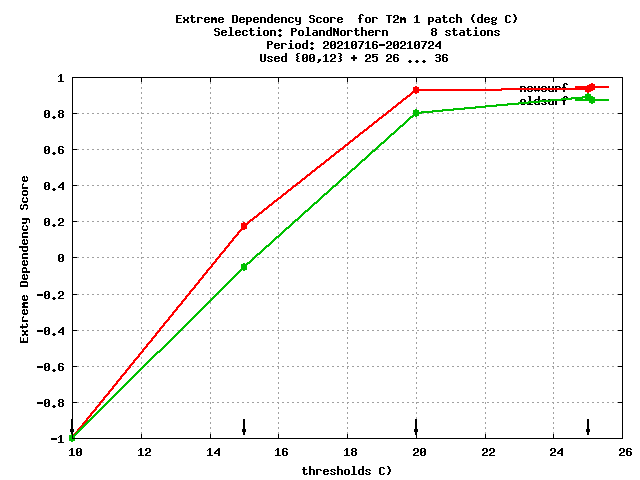 Extreme Dependency Score for T2m 1 patch (deg C)
Selection: PolandNorthern 8 stations
Period: 20210716-20210724
Used {00,12} + 25 26 ... 36
1
0.8
0.6
0.4
0.2
0
-0.2
-0.4
-0.6
-0.8
-1
Extreme Dependency Score
oldsurf
10 12 14 16 18 20 22 24 26
thresholds C)